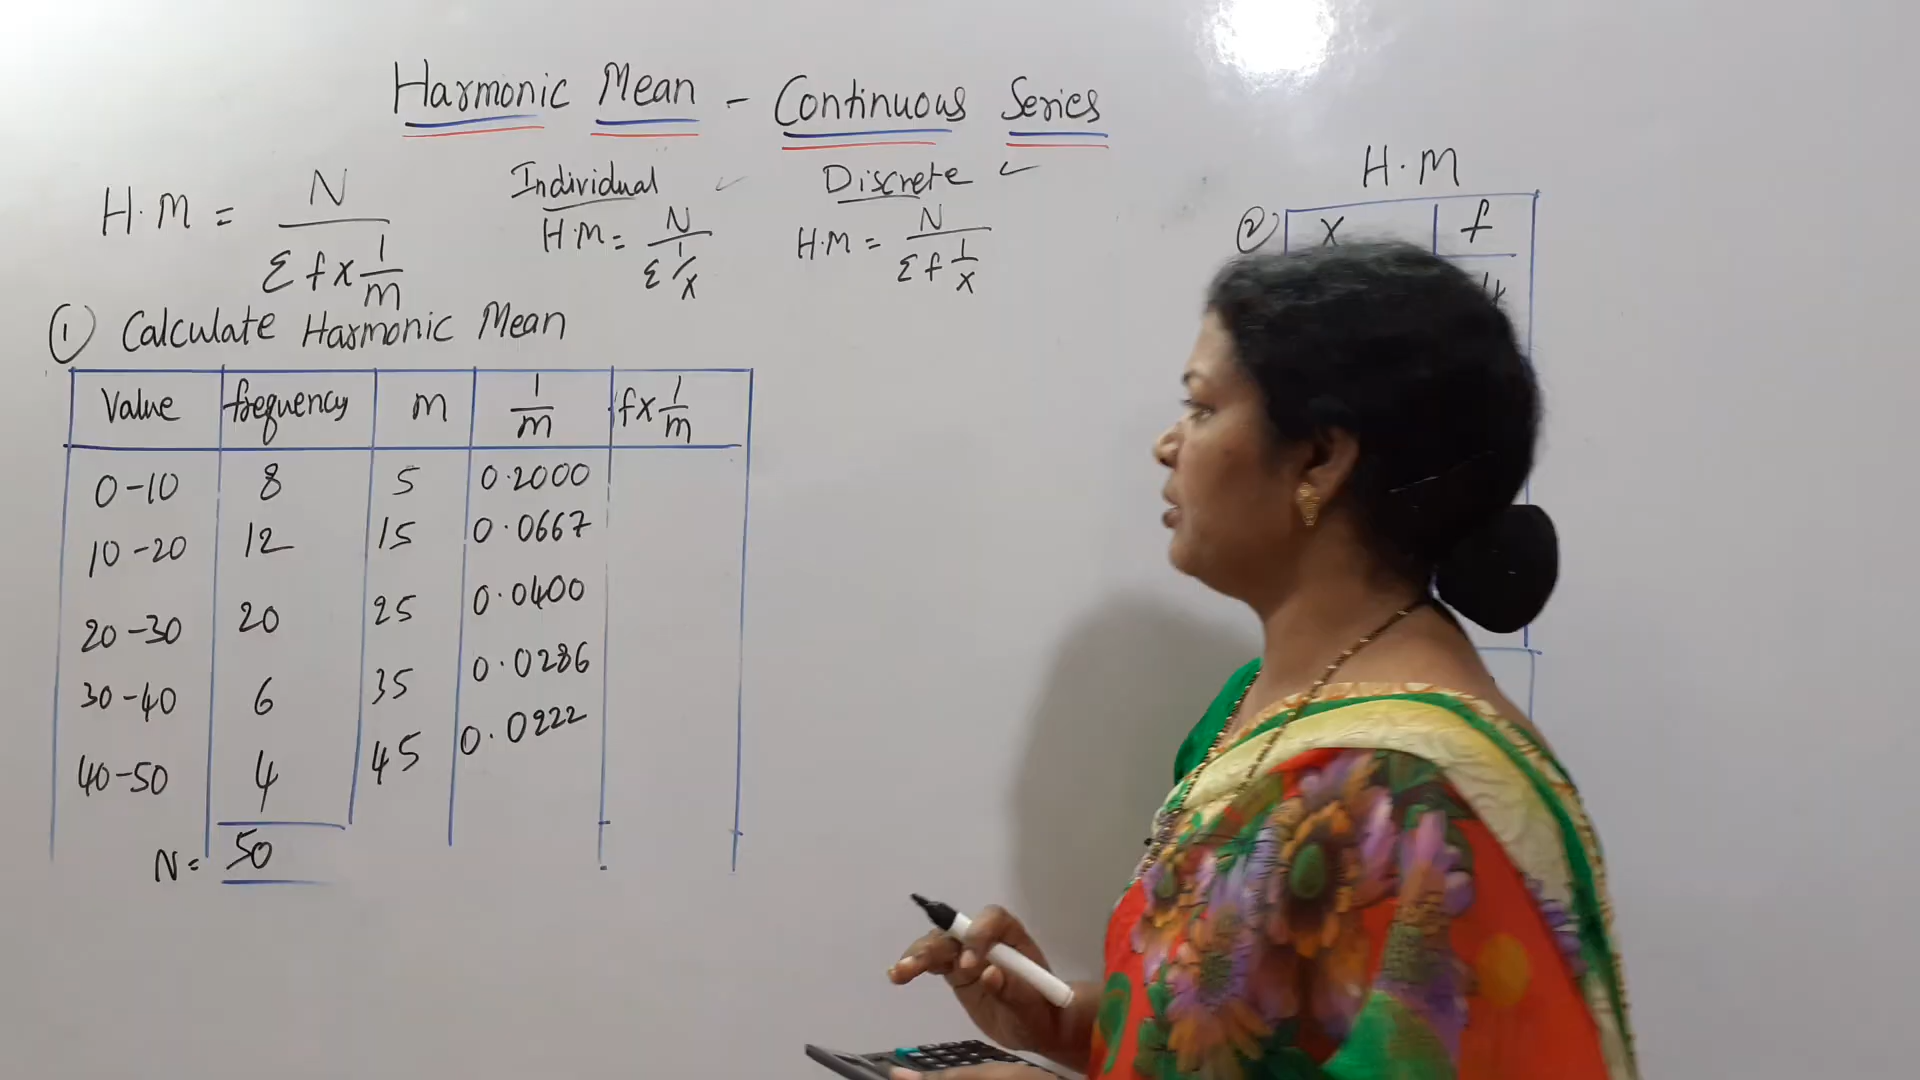 Harmonic Mean - Continuous Series
H.M = N / Σ f x 1/m
Individual ✓
H.M = N / Σ 1/x
Discrete ✓
H.M = N / Σ f 1/x
① Calculate Harmonic Mean
Value frequency m 1/m f x 1/m
0-10 8 5 0.2000
10-20 12 15 0.0667
20-30 20 25 0.0400
30-40 6 35 0.0286
40-50 4 45 0.0222
N = 50
H.M
② X f